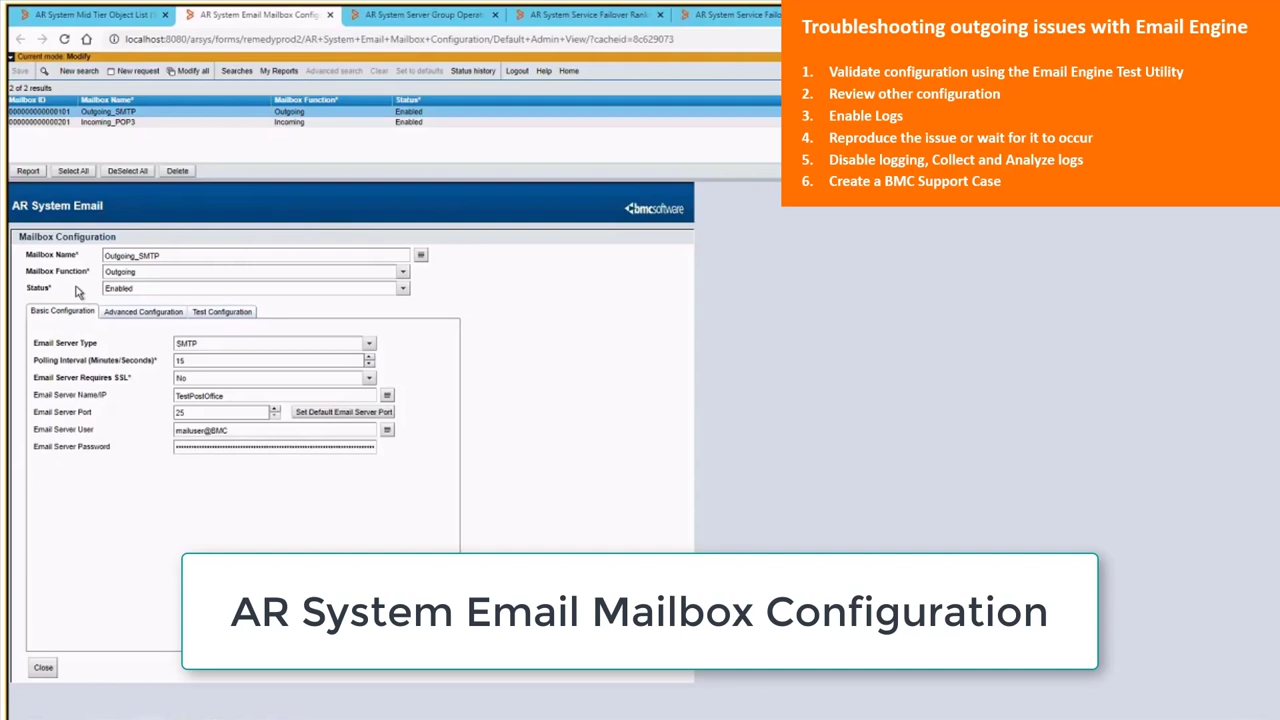 AR System Mid Tier Object List (
AR System Email Mailbox Config:
AR System Server Group Operat
AR System Service Failover Rank
AR System Service Failo
localhost:8080/arsys/forms/remedyprod2/AR+System+Email+Mailbox+Configuration/Default+Admin+View/?cacheid=8c629073
Troubleshooting outgoing issues with Email Engine
1. Validate configuration using the Email Engine Test Utility
2. Review other configuration
3. Enable Logs
4. Reproduce the issue or wait for it to occur
5. Disable logging, Collect and Analyze logs
6. Create a BMC Support Case
Current mode: Modify
Save New search New request Modify all Searches My Reports Advanced search Clear Set to defaults Status history Logout Help Home
2 of 2 results
Mailbox ID Mailbox Name* Mailbox Function* Status*
000000000000101 Outgoing_SMTP Outgoing Enabled
000000000000201 Incoming_POP3 Incoming Enabled
Report Select All DeSelect All Delete
AR System Email bmcsoftware
Mailbox Configuration
Mailbox Name* Outgoing_SMTP
Mailbox Function* Outgoing
Status* Enabled
Basic Configuration Advanced Configuration Test Configuration
Email Server Type SMTP
Polling Interval (Minutes/Seconds)* 15
Email Server Requires SSL* No
Email Server Name/IP TestPostOffice
Email Server Port 25 Set Default Email Server Port
Email Server User mailuser@BMC
Email Server Password
AR System Email Mailbox Configuration
Close